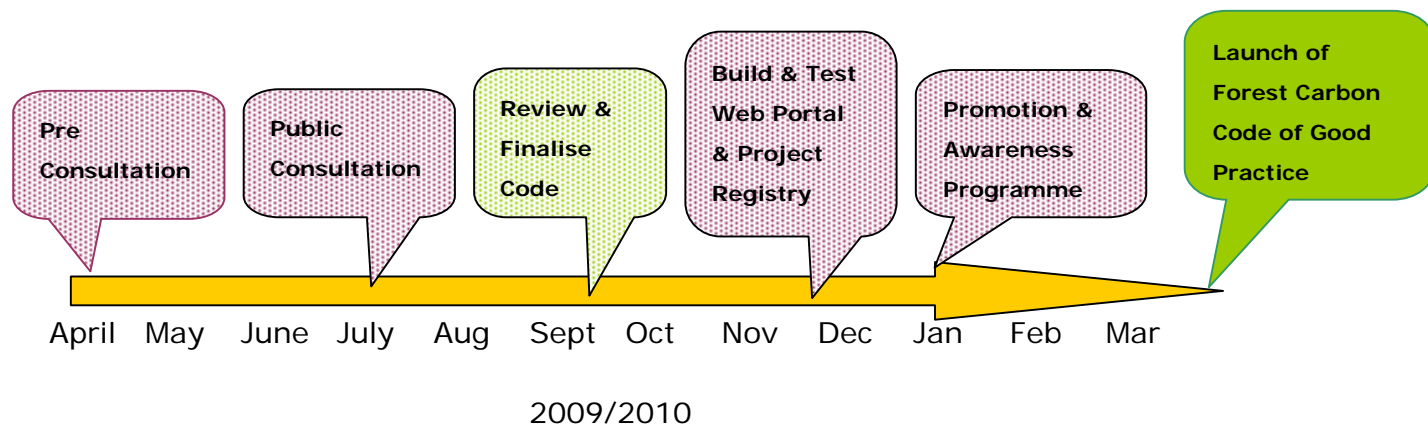 Pre
Consultation
Public
Consultation
Review &
Finalise
Code
Build & Test
Web Portal
& Project
Registry
Promotion &
Awareness
Programme
Launch of
Forest Carbon
Code of Good
Practice
April May June July Aug Sept Oct Nov Dec Jan Feb Mar
2009/2010